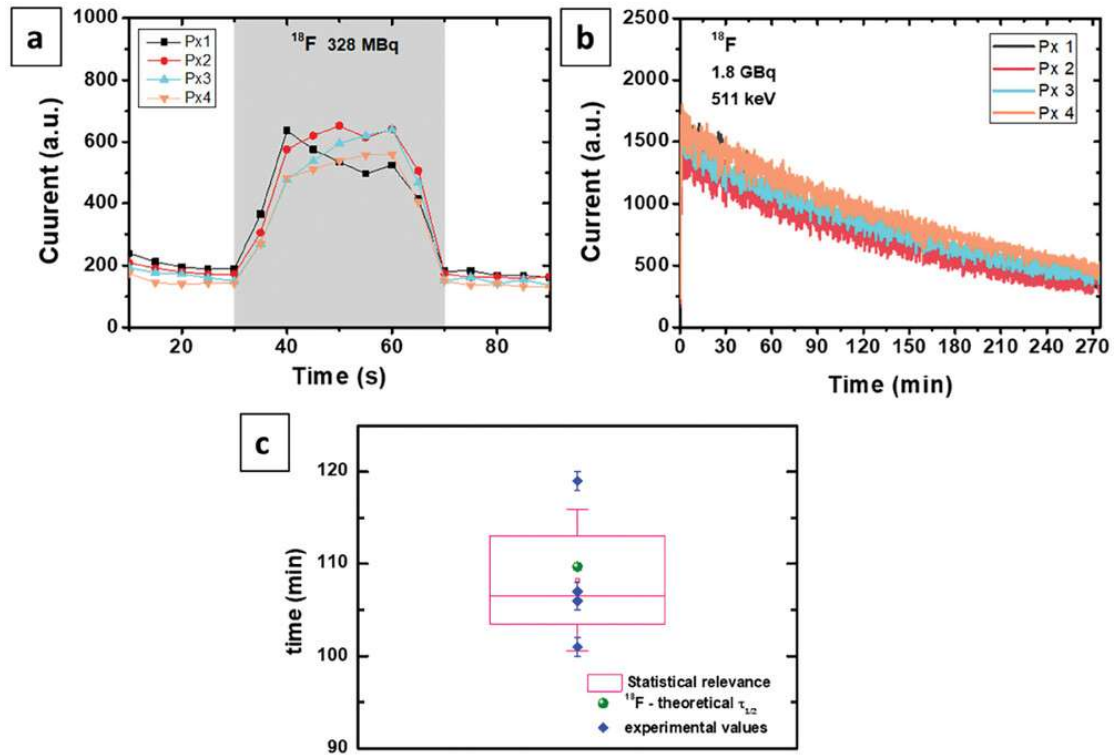 a
1000
800
600
400
200
0
Cuurent (a.u.)
20
40
60
80
Time (s)
Px1
Px2
Px3
Px4
¹⁸F 328 MBq
b
2500
2000
1500
1000
500
0
Current (a.u.)
0
30
60
90
120
150
180
210
240
270
Time (min)
¹⁸F
1.8 GBq
511 keV
Px 1
Px 2
Px 3
Px 4
c
120
110
100
90
time (min)
Statistical relevance
¹⁸F - theoretical τ₁/₂
experimental values